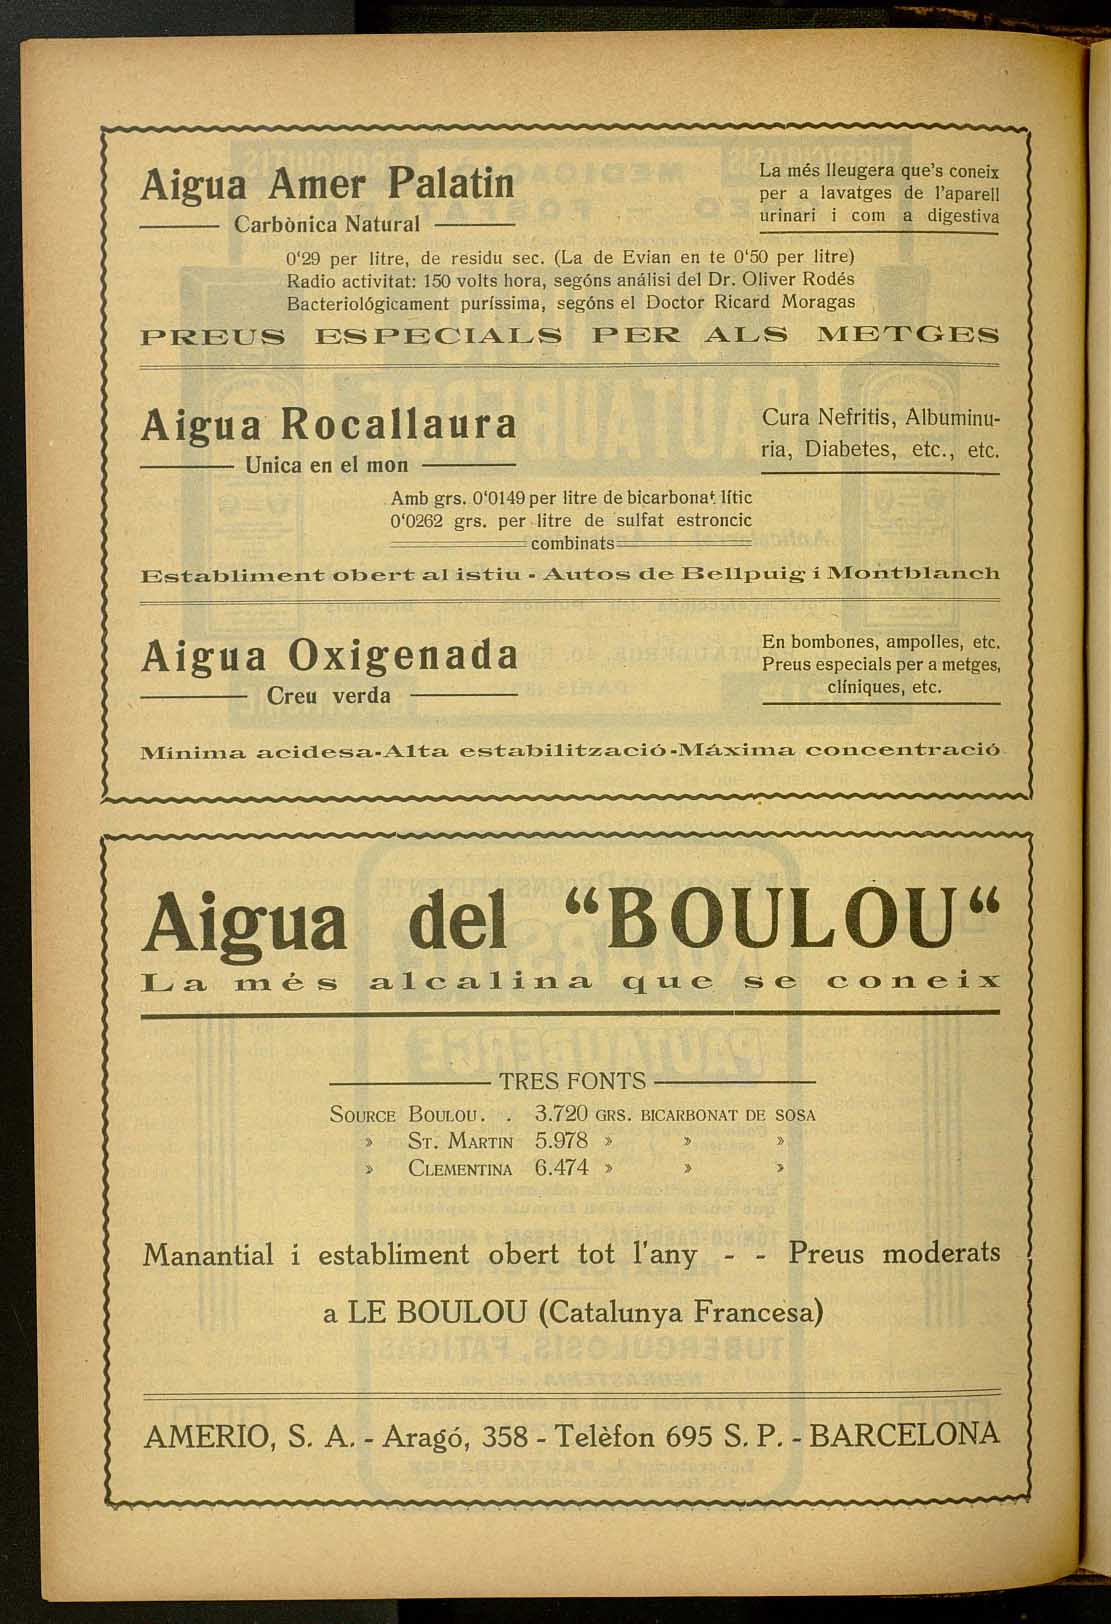 Aigua Amer Palatin
Carbònica Natural
La més lleugera que's coneix
per a lavatges de l'aparell
urinari i com a digestiva
0'29 per litre, de residu sec. (La de Evian en te 0'50 per litre)
Radio activitat: 150 volts hora, segóns análisi del Dr. Oliver Rodés
Bacteriológicament puríssima, segóns el Doctor Ricard Moragas
PREUS ESPECIALS PER ALS METGES
Aigua Rocallaura
Unica en el mon
Cura Nefritis, Albuminu-
ria, Diabetes, etc., etc.
Amb grs. 0'0149 per litre de bicarbonat lític
0'0262 grs. per litre de sulfat estroncic
combinats
Establiment obert al istiu - Autos de Bellpuig i Montblanch
Aigua Oxigenada
Creu verda
En bombones, ampolles, etc.
Preus especials per a metges,
clíniques, etc.
Mínima acidesa-Alta estabilització-Máxima concentració
Aigua del “BOULOU“
La més alcalina que se coneix
TRES FONTS
SOURCE BOULOU. . 3.720 GRS. BICARBONAT DE SOSA
» ST. MARTIN 5.978 » » »
» CLEMENTINA 6.474 » » »
Manantial i establiment obert tot l'any - - Preus moderats
a LE BOULOU (Catalunya Francesa)
AMERIO, S. A. - Aragó, 358 - Telèfon 695 S. P. - BARCELONA